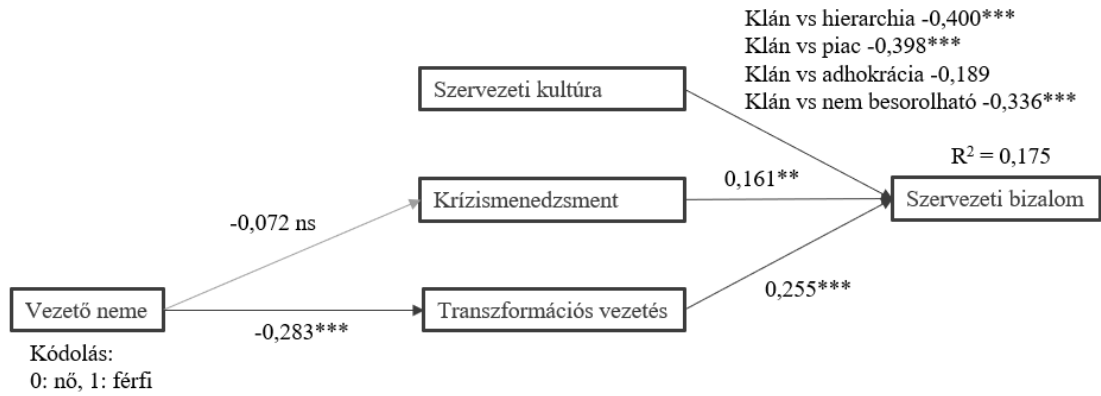 Klán vs hierarchia -0,400***
Klán vs piac -0,398***
Klán vs adhokrácia -0,189
Klán vs nem besorolható -0,336***
Szervezeti kultúra
R² = 0,175
Krízismenedzsment
0,161**
Szervezeti bizalom
-0,072 ns
Vezető neme
-0,283***
Transzformációs vezetés
0,255***
Kódolás:
0: nő, 1: férfi